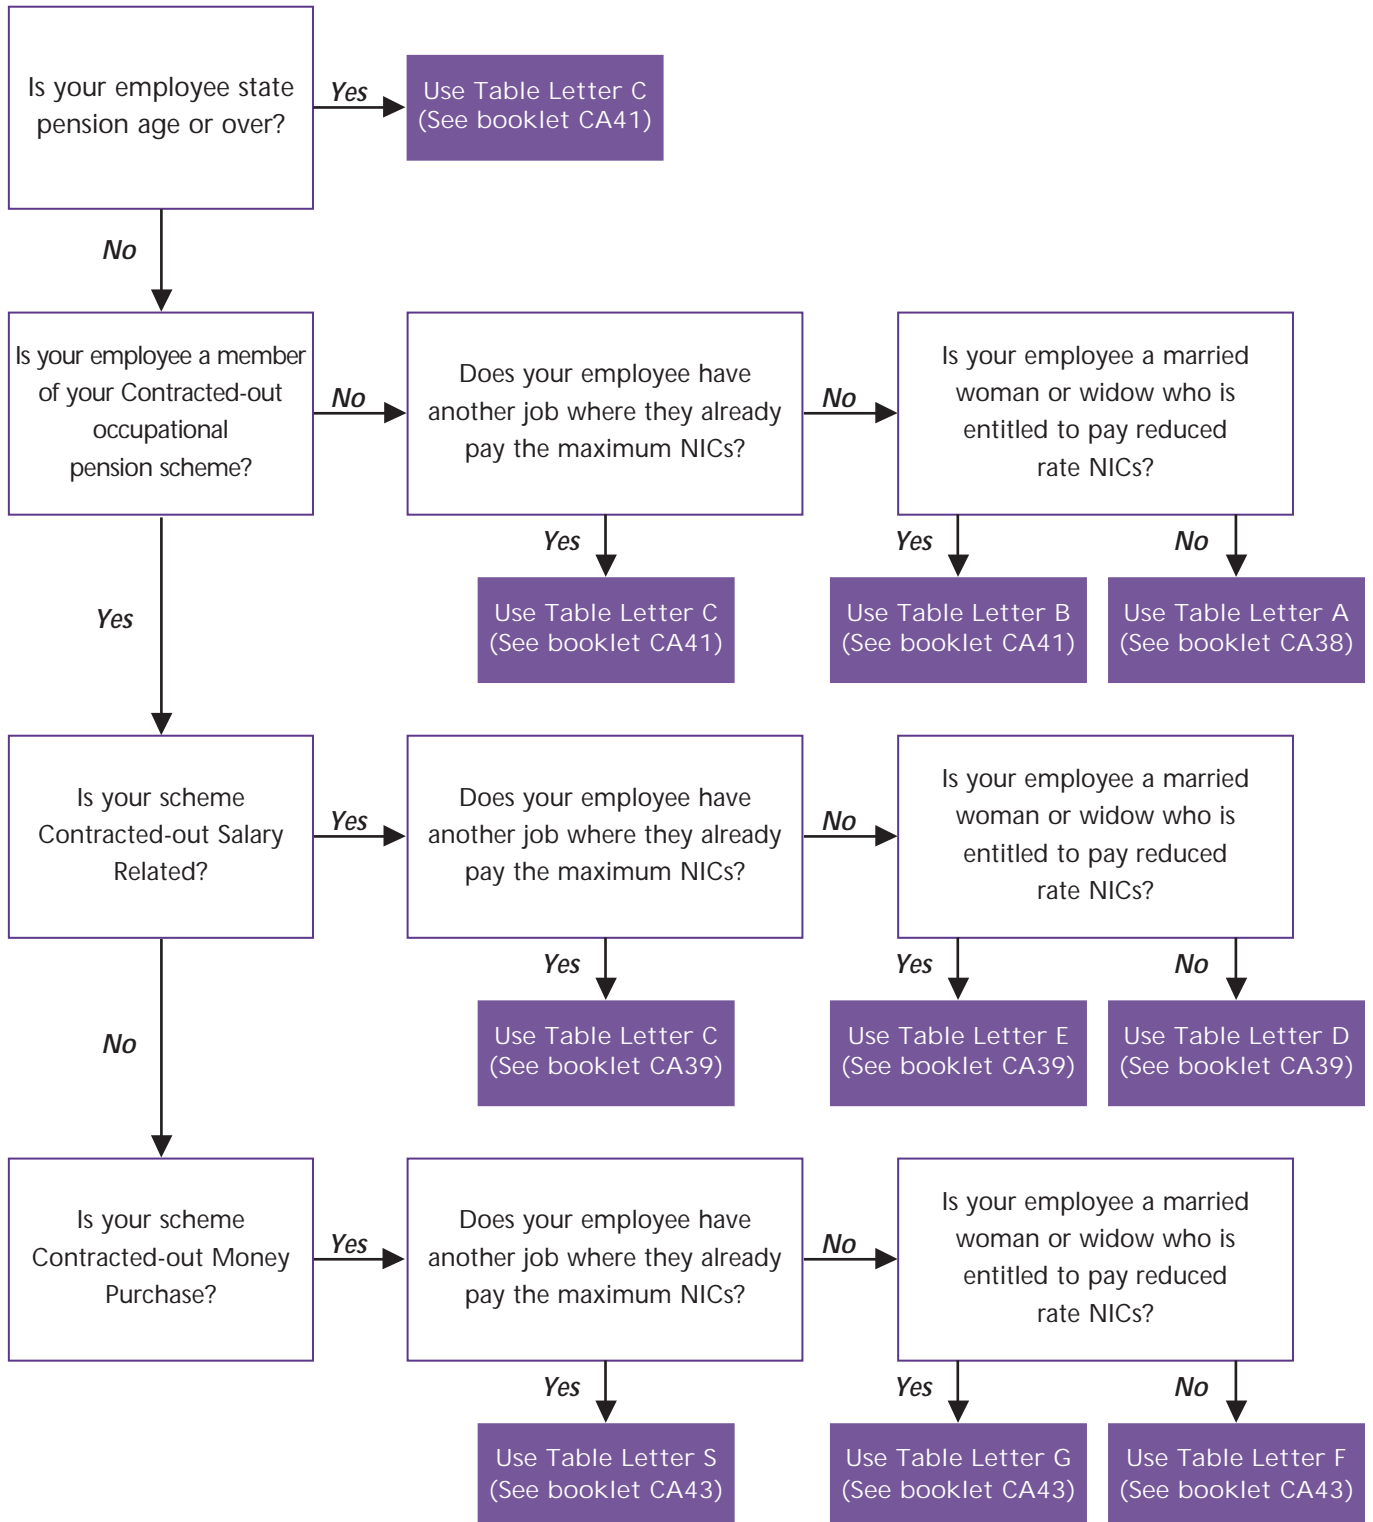 Is your employee state
pension age or over?
Yes
Use Table Letter C
(See booklet CA41)
No
Is your employee a member
of your Contracted-out
occupational
pension scheme?
No
Does your employee have
another job where they already
pay the maximum NICs?
No
Is your employee a married
woman or widow who is
entitled to pay reduced
rate NICs?
Yes
Yes
Yes
No
Use Table Letter C
(See booklet CA41)
Use Table Letter B
(See booklet CA41)
Use Table Letter A
(See booklet CA38)
Is your scheme
Contracted-out Salary
Related?
Yes
Does your employee have
another job where they already
pay the maximum NICs?
No
Is your employee a married
woman or widow who is
entitled to pay reduced
rate NICs?
No
Yes
Yes
No
Use Table Letter C
(See booklet CA39)
Use Table Letter E
(See booklet CA39)
Use Table Letter D
(See booklet CA39)
Is your scheme
Contracted-out Money
Purchase?
Yes
Does your employee have
another job where they already
pay the maximum NICs?
No
Is your employee a married
woman or widow who is
entitled to pay reduced
rate NICs?
Yes
Yes
No
Use Table Letter S
(See booklet CA43)
Use Table Letter G
(See booklet CA43)
Use Table Letter F
(See booklet CA43)